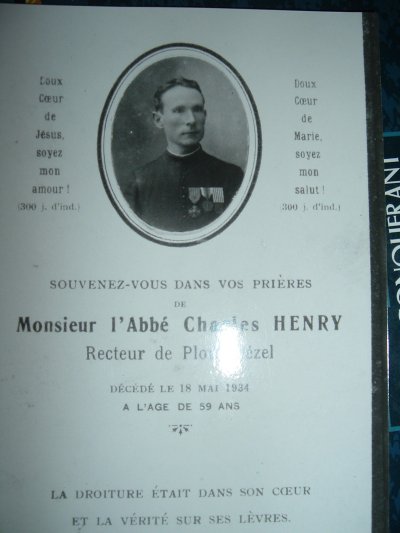 Doux
Cœur
de
Jésus,
soyez
mon
amour !
(300 j. d'ind.)
Doux
Cœur
de
Marie,
soyez
mon
salut !
(300 j. d'ind.)
SOUVENEZ-VOUS DANS VOS PRIÈRES
DE
Monsieur l'Abbé Charles HENRY
Recteur de
DÉCÉDÉ LE 18 MAI 1934
A L'AGE DE 59 ANS
LA DROITURE ÉTAIT DANS SON CŒUR
ET LA VÉRITÉ SUR SES LÈVRES.
CONQUERANT